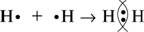 H• + •H → H:H